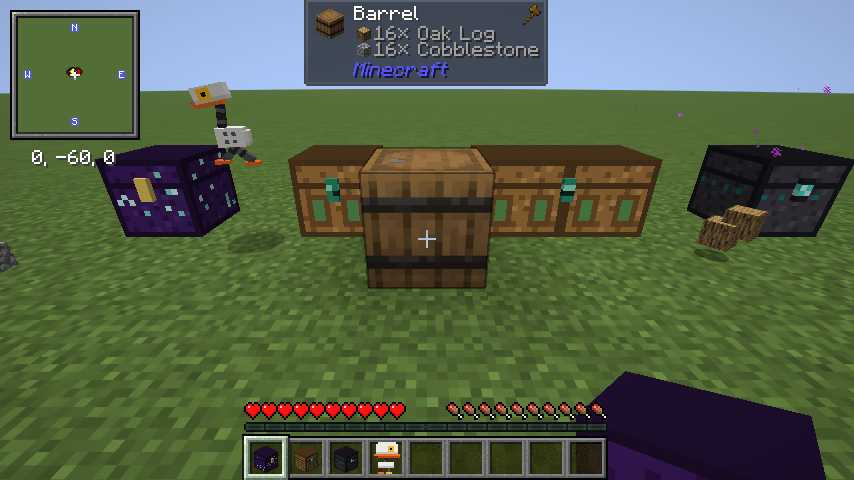 Barrel
16× Oak Log
16× Cobblestone
Minecraft
N
W
E
S
0, -60, 0